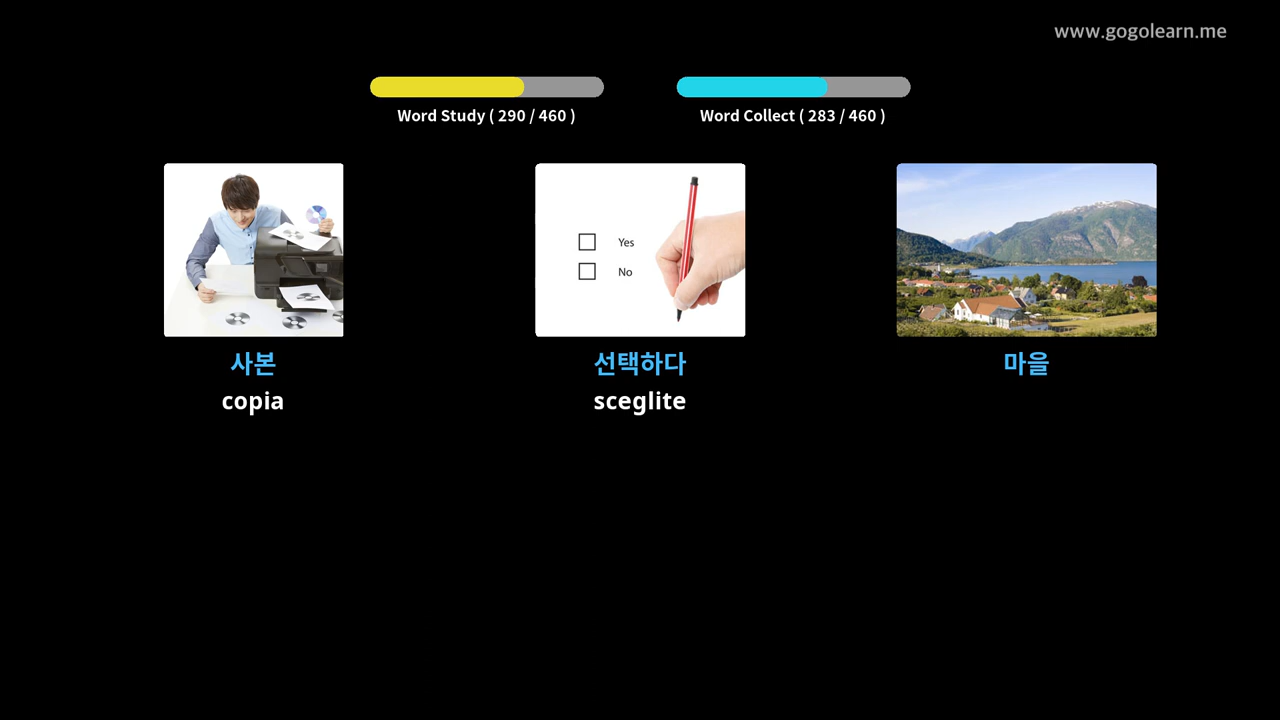 www.gogolearn.me
Word Study ( 290 / 460 )
Word Collect ( 283 / 460 )
Yes
No
사본
copia
선택하다
sceglite
마을